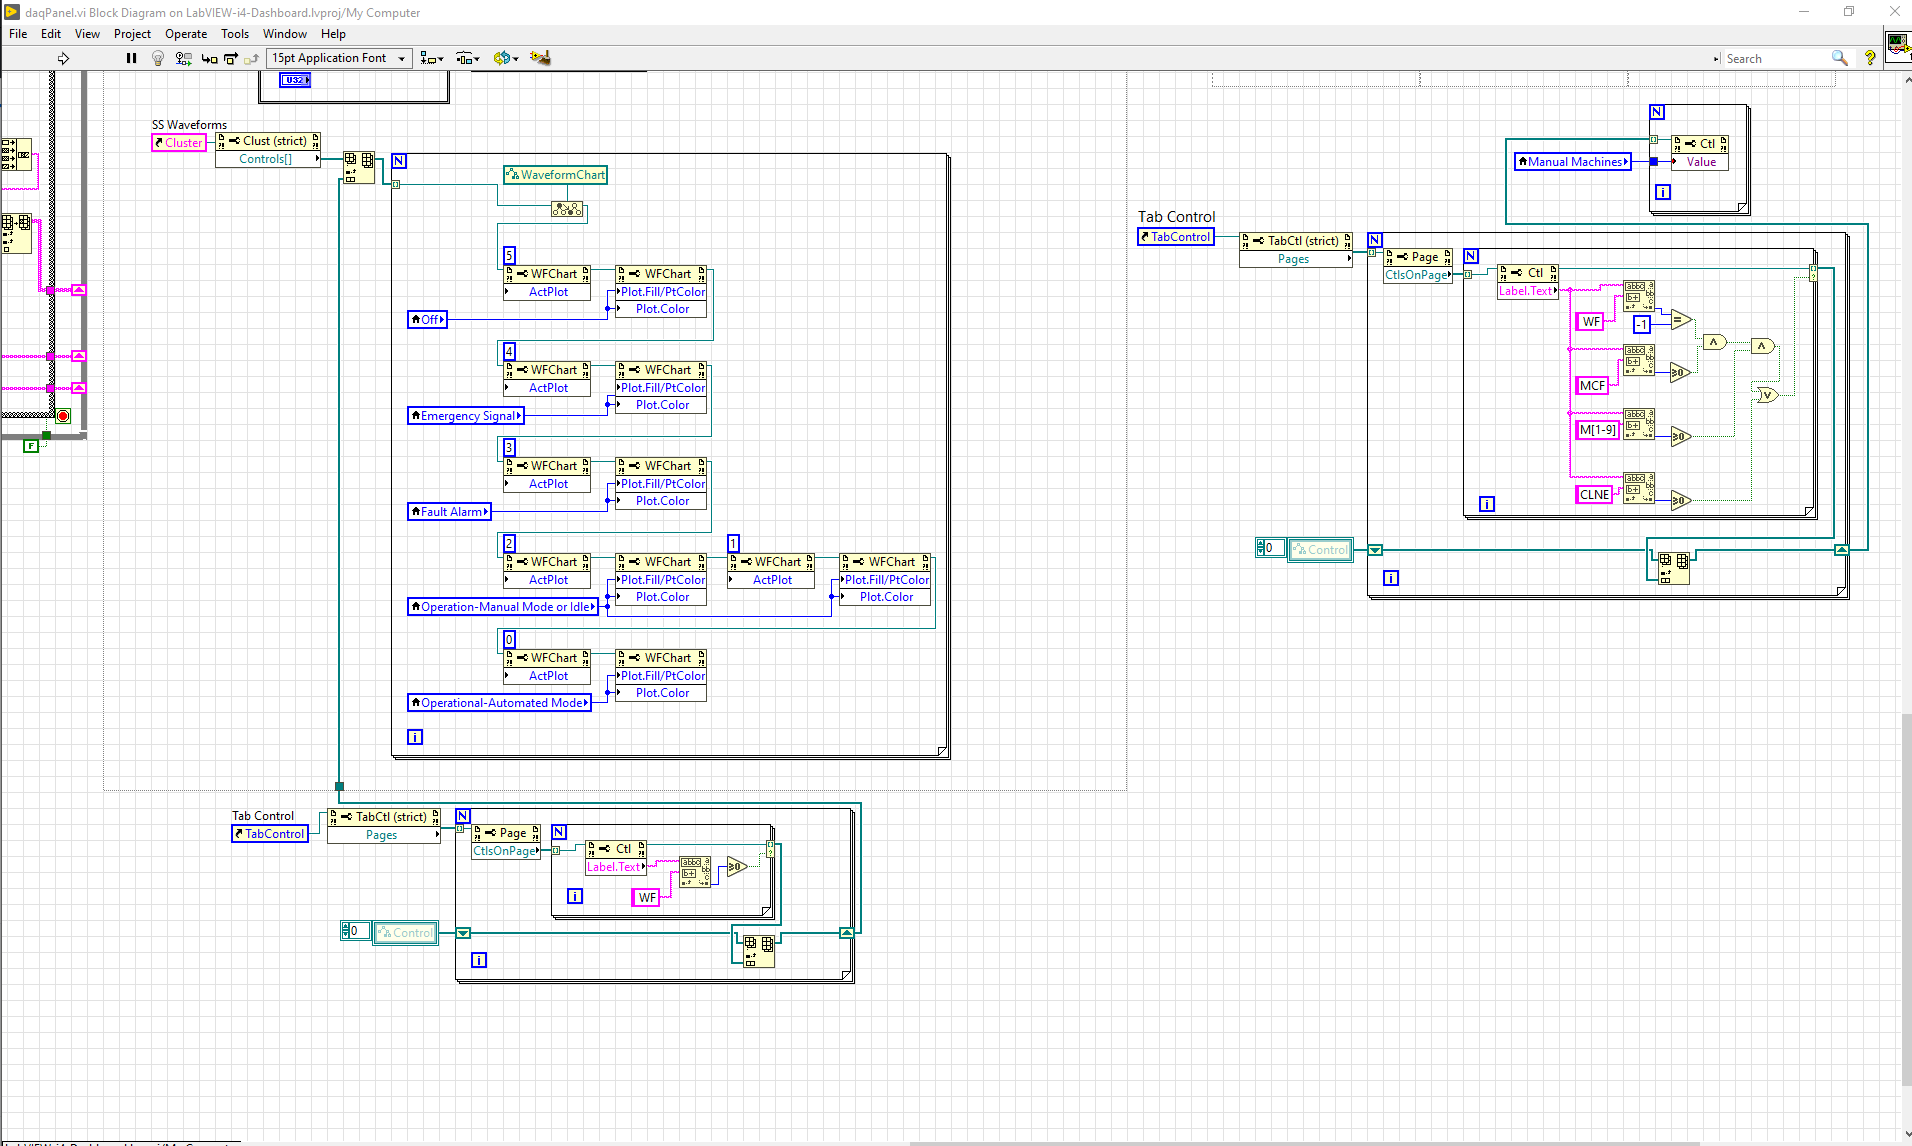 daqPanel.vi Block Diagram on LabVIEW-i4-Dashboard.lvproj/My Computer
File Edit View Project Operate Tools Window Help
15pt Application Font
Search
U32
SS Waveforms
Cluster
Clust (strict)
Controls[]
N
WaveformChart
5
WFChart
ActPlot
WFChart
Plot.Fill/PtColor
Plot.Color
Off
4
WFChart
ActPlot
WFChart
Plot.Fill/PtColor
Plot.Color
Emergency Signal
3
WFChart
ActPlot
WFChart
Plot.Fill/PtColor
Plot.Color
Fault Alarm
2
WFChart
ActPlot
WFChart
Plot.Fill/PtColor
Plot.Color
1
WFChart
ActPlot
WFChart
Plot.Fill/PtColor
Plot.Color
Operation-Manual Mode or Idle
0
WFChart
ActPlot
WFChart
Plot.Fill/PtColor
Plot.Color
Operational-Automated Mode
i
F
N
Manual Machines
Ctl
Value
i
Tab Control
TabControl
TabCtl (strict)
Pages
N
Page
CtlsOnPage
N
Ctl
Label.Text
WF
-1
=
MCF
≥0
M[1-9]
≥0
CLNE
≥0
i
0
Control
i
Tab Control
TabControl
TabCtl (strict)
Pages
N
Page
CtlsOnPage
N
Ctl
Label.Text
WF
≥0
i
0
Control
i